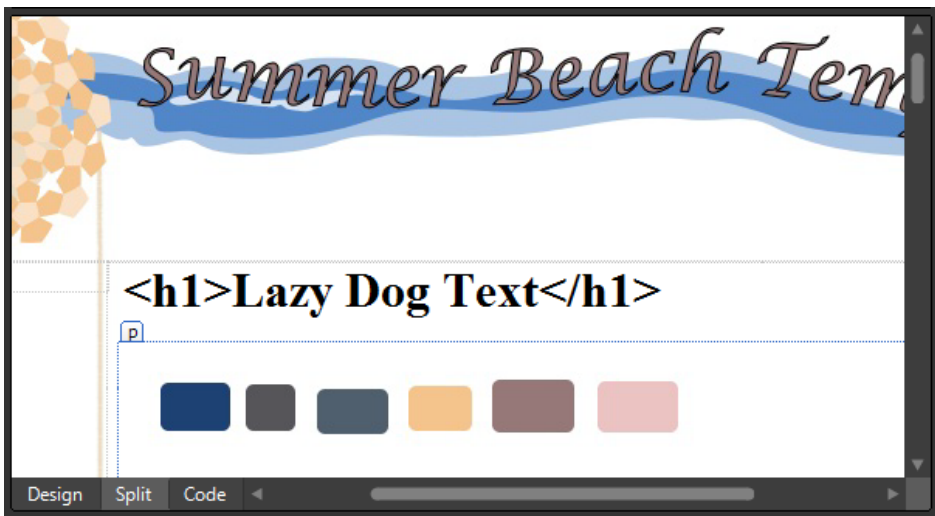 Summer Beach Tem
<h1>Lazy Dog Text</h1>
p
Design Split Code